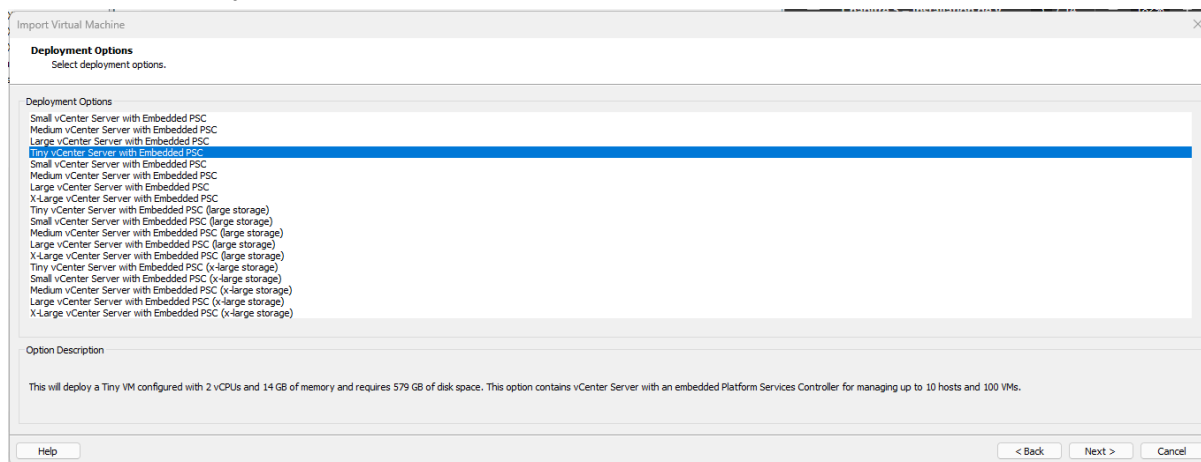 Import Virtual Machine
Deployment Options
Select deployment options.
Deployment Options
Small vCenter Server with Embedded PSC
Medium vCenter Server with Embedded PSC
Large vCenter Server with Embedded PSC
Tiny vCenter Server with Embedded PSC
Small vCenter Server with Embedded PSC
Medium vCenter Server with Embedded PSC
Large vCenter Server with Embedded PSC
X-Large vCenter Server with Embedded PSC
Tiny vCenter Server with Embedded PSC (large storage)
Small vCenter Server with Embedded PSC (large storage)
Medium vCenter Server with Embedded PSC (large storage)
Large vCenter Server with Embedded PSC (large storage)
X-Large vCenter Server with Embedded PSC (large storage)
Tiny vCenter Server with Embedded PSC (x-large storage)
Small vCenter Server with Embedded PSC (x-large storage)
Medium vCenter Server with Embedded PSC (x-large storage)
Large vCenter Server with Embedded PSC (x-large storage)
X-Large vCenter Server with Embedded PSC (x-large storage)
Option Description
This will deploy a Tiny VM configured with 2 vCPUs and 14 GB of memory and requires 579 GB of disk space. This option contains vCenter Server with an embedded Platform Services Controller for managing up to 10 hosts and 100 VMs.
Help
< Back
Next >
Cancel